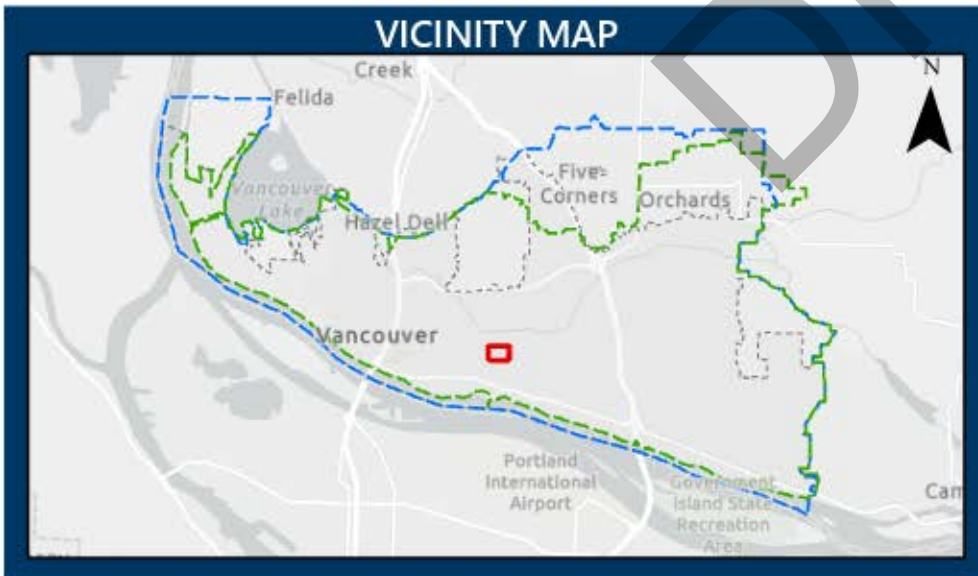 VICINITY MAP
Creek
N
Felida
Vancouver
Lake
Five
Corners
Orchards
Hazel Dell
Vancouver
Portland
International
Airport
Government
Island State
Recreation
Area
Cam